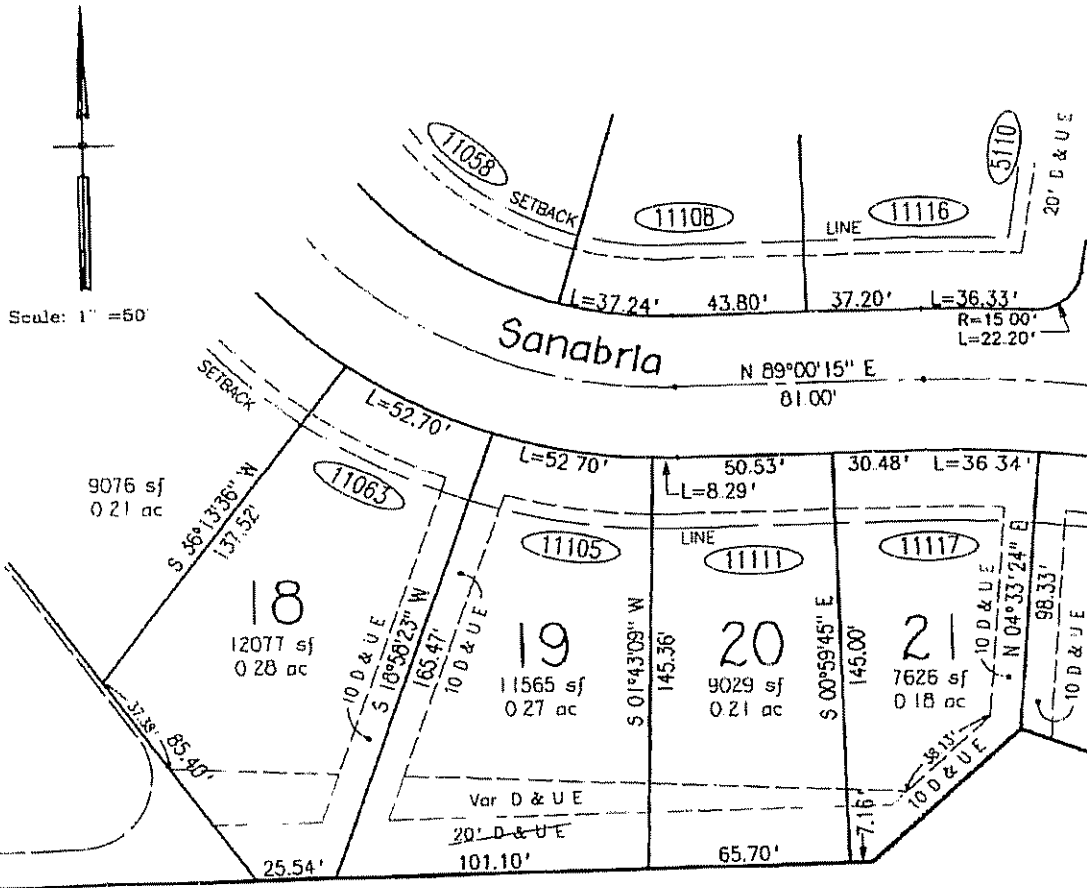 Scale: 1" =50'
11058
SETBACK
11108
LINE
11116
5110
20' D & U E
L=37.24'
43.80'
37.20'
L=36.33'
R=15 00'
L=22.20'
Sanabria
N 89°00'15" E
81.00'
SETBACK
L=52.70'
L=52 70'
L=8.29'
50.53'
30.48'
L=36 34'
9076 sf
0 21 ac
S 36°13'36" W
137.52'
11063
11105
LINE
11111
11117
18
12077 sf
0 28 ac
10 D & U E
S 18°58'23" W
165.47'
10 D & U E
19
11565 sf
0 27 ac
S 01°43'09" W
145.36'
20
9029 sf
0 21 ac
S 00°59'45" E
145.00'
21
7626 sf
0 18 ac
10 D & U E
N 04°33'24" E
98.33'
10 D & U E
37.38'
85.40'
38.13'
10 D & U E
Var D & U E
20' D & U E
7.16'
25.54'
101.10'
65.70'